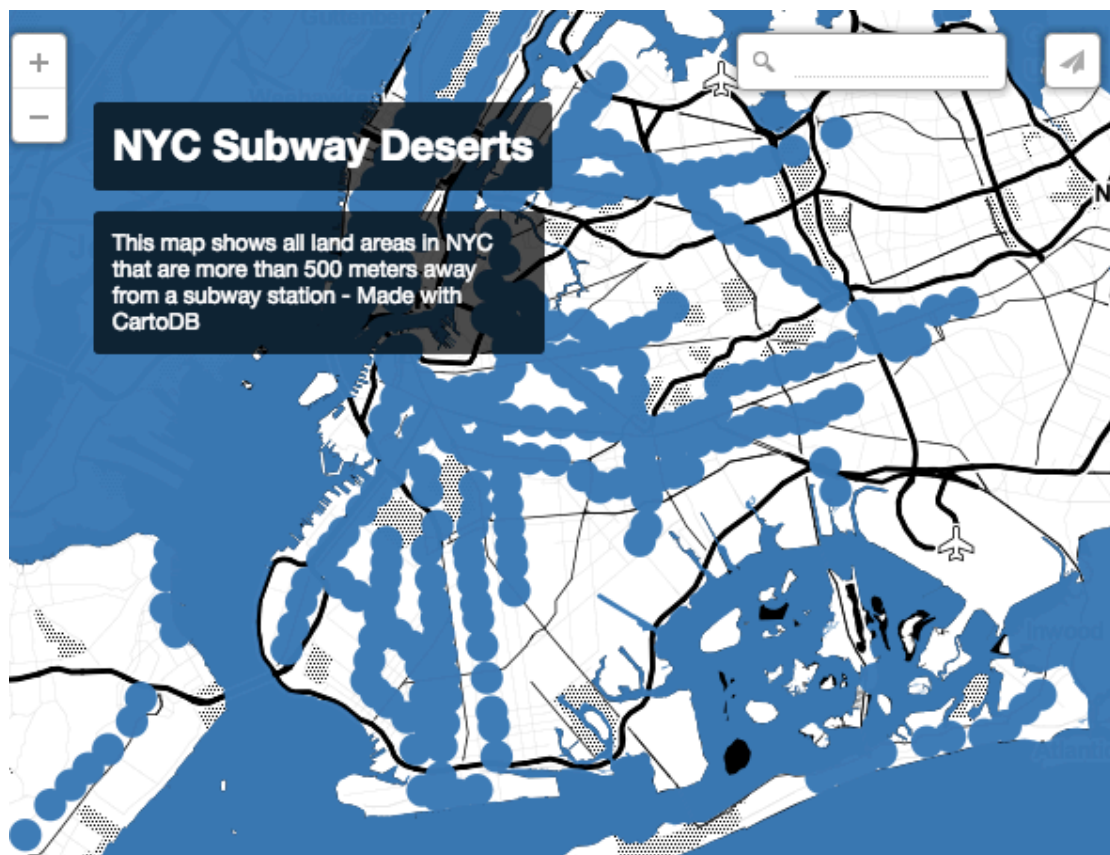 NYC Subway Deserts
This map shows all land areas in NYC
that are more than 500 meters away
from a subway station - Made with
CartoDB
N
Inwood
Atlantic